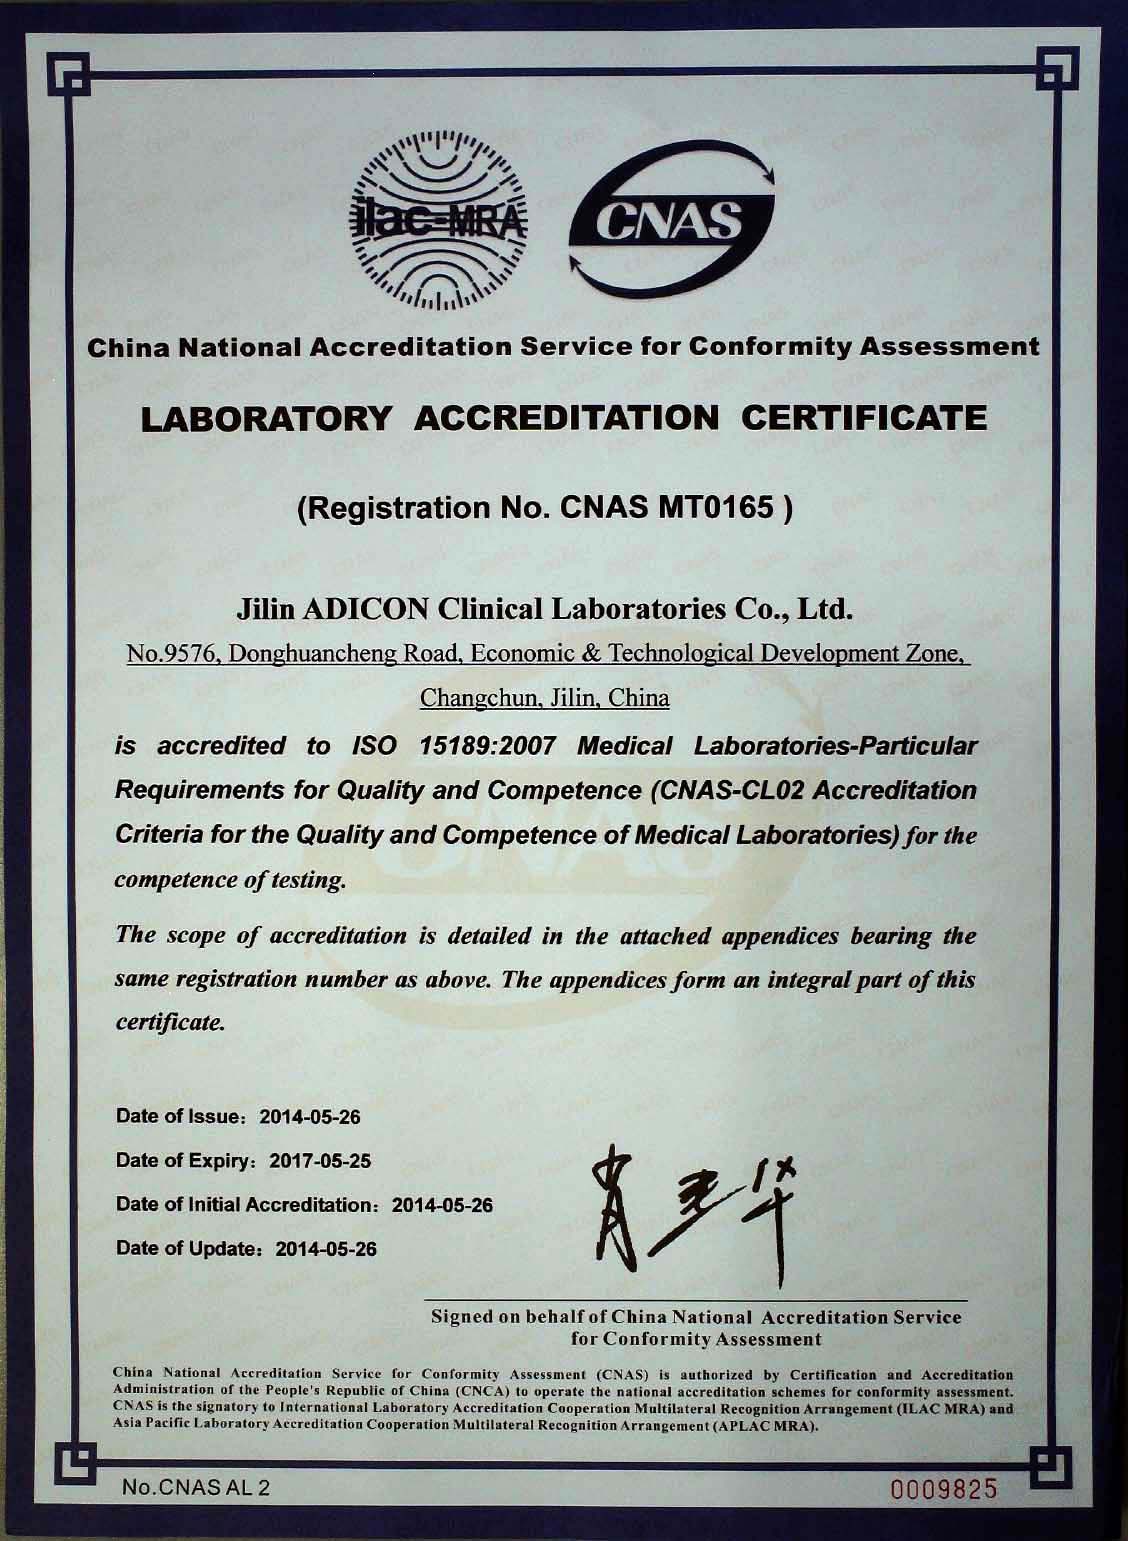 ilac-MRA
CNAS
China National Accreditation Service for Conformity Assessment
LABORATORY ACCREDITATION CERTIFICATE
(Registration No. CNAS MT0165 )
Jilin ADICON Clinical Laboratories Co., Ltd.
No.9576, Donghuancheng Road, Economic & Technological Development Zone,
Changchun, Jilin, China
is accredited to ISO 15189:2007 Medical Laboratories-Particular
Requirements for Quality and Competence (CNAS-CL02 Accreditation
Criteria for the Quality and Competence of Medical Laboratories) for the
competence of testing.
The scope of accreditation is detailed in the attached appendices bearing the
same registration number as above. The appendices form an integral part of this
certificate.
Date of Issue: 2014-05-26
Date of Expiry: 2017-05-25
Date of Initial Accreditation: 2014-05-26
Date of Update: 2014-05-26
Signed on behalf of China National Accreditation Service
for Conformity Assessment
China National Accreditation Service for Conformity Assessment (CNAS) is authorized by Certification and Accreditation
Administration of the People's Republic of China (CNCA) to operate the national accreditation schemes for conformity assessment.
CNAS is the signatory to International Laboratory Accreditation Cooperation Multilateral Recognition Arrangement (ILAC MRA) and
Asia Pacific Laboratory Accreditation Cooperation Multilateral Recognition Arrangement (APLAC MRA).
No.CNAS AL 2
0009825